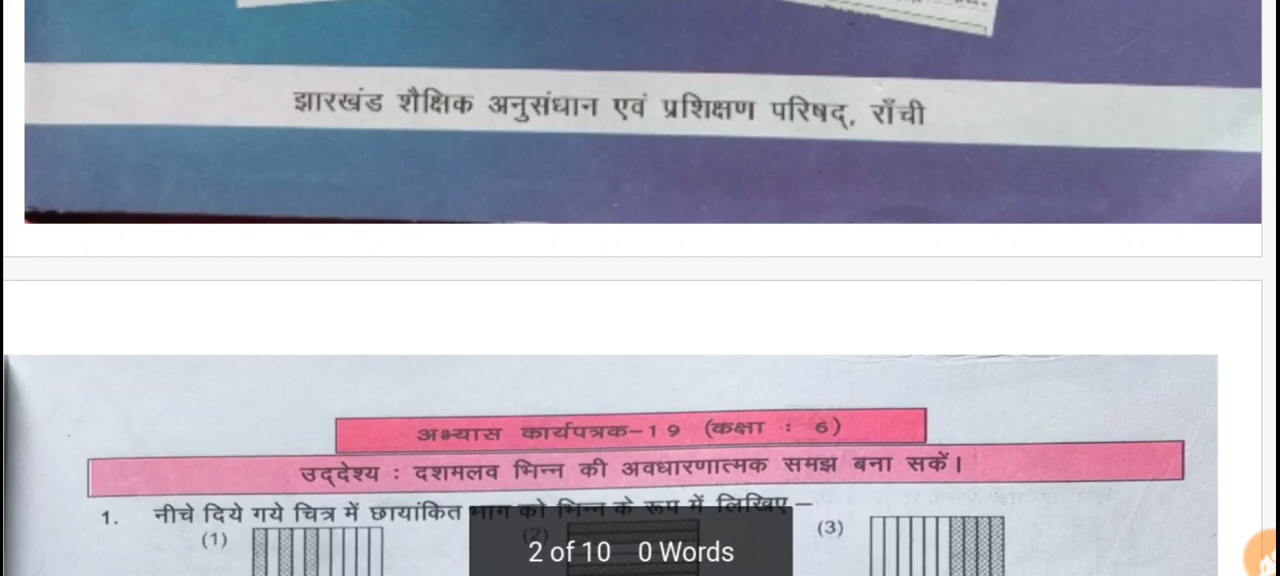 झारखंड शैक्षिक अनुसंधान एवं प्रशिक्षण परिषद्, राँची
अभ्यास कार्यपत्रक–19 (कक्षा : 6)
उद्देश्य : दशमलव भिन्न की अवधारणात्मक समझ बना सकें।
1. नीचे दिये गये चित्र में छायांकित भाग को भिन्न के रूप में लिखिए –
(1) (2) (3)
2 of 10 0 Words